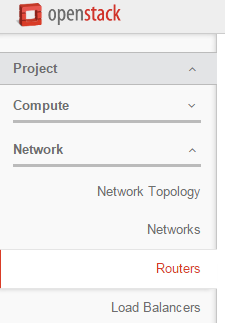 openstack
Project
Compute
Network
Network Topology
Networks
Routers
Load Balancers